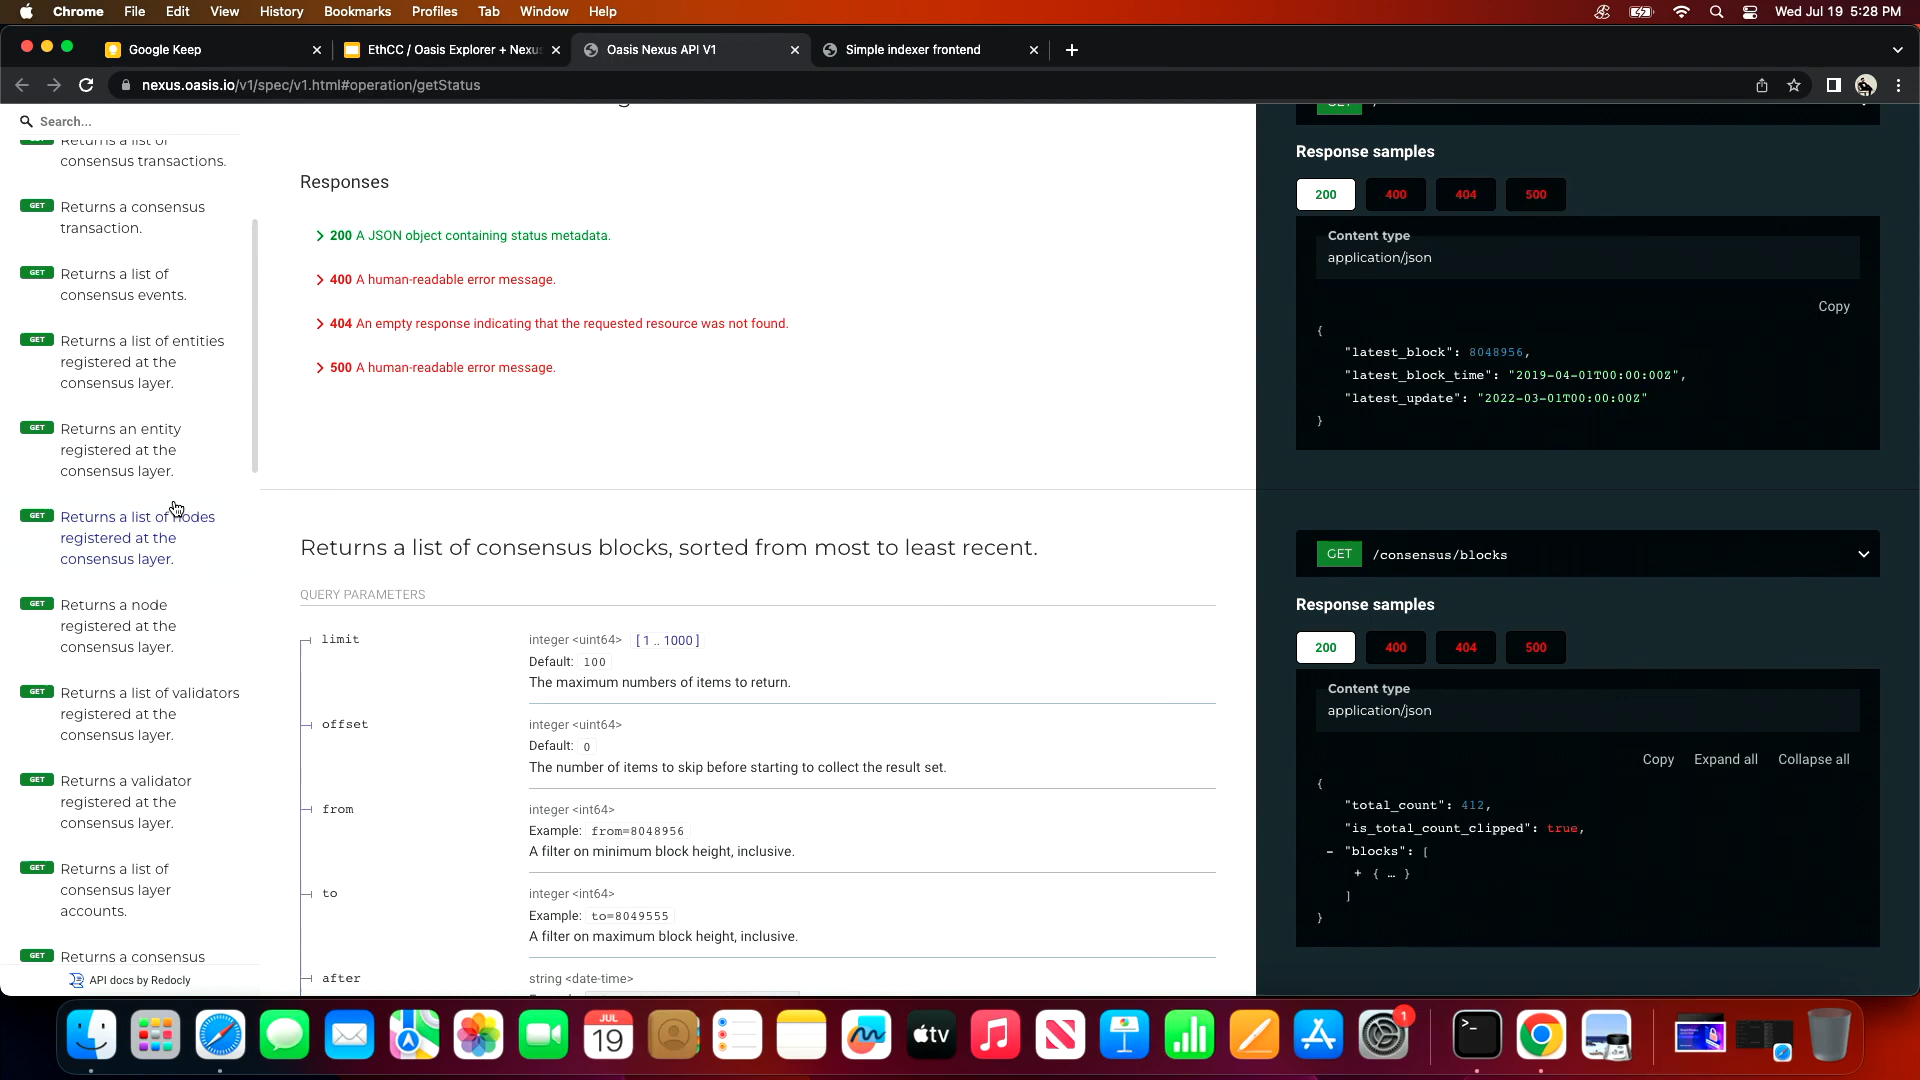 Chrome File Edit View History Bookmarks Profiles Tab Window Help Wed Jul 19 5:28 PM
Google Keep
EthCC / Oasis Explorer + Nexus
Oasis Nexus API V1
Simple indexer frontend
nexus.oasis.io/v1/spec/v1.html#operation/getStatus
Search...
consensus transactions.
GET Returns a consensus
transaction.
GET Returns a list of
consensus events.
GET Returns a list of entities
registered at the
consensus layer.
GET Returns an entity
registered at the
consensus layer.
GET Returns a list of nodes
registered at the
consensus layer.
GET Returns a node
registered at the
consensus layer.
GET Returns a list of validators
registered at the
consensus layer.
GET Returns a validator
registered at the
consensus layer.
GET Returns a list of
consensus layer
accounts.
GET Returns a consensus
API docs by Redocly
Responses
200 A JSON object containing status metadata.
400 A human-readable error message.
404 An empty response indicating that the requested resource was not found.
500 A human-readable error message.
Returns a list of consensus blocks, sorted from most to least recent.
QUERY PARAMETERS
limit integer <uint64> [ 1 .. 1000 ]
Default: 100
The maximum numbers of items to return.
offset integer <uint64>
Default: 0
The number of items to skip before starting to collect the result set.
from integer <int64>
Example: from=8048956
A filter on minimum block height, inclusive.
to integer <int64>
Example: to=8049555
A filter on maximum block height, inclusive.
after string <date-time>
Response samples
200 400 404 500
Content type
application/json
Copy
{
"latest_block": 8048956,
"latest_block_time": "2019-04-01T00:00:00Z",
"latest_update": "2022-03-01T00:00:00Z"
}
GET /consensus/blocks
Response samples
200 400 404 500
Content type
application/json
Copy Expand all Collapse all
{
"total_count": 412,
"is_total_count_clipped": true,
- "blocks": [
+ { … }
]
}
JUL
19
tv
1